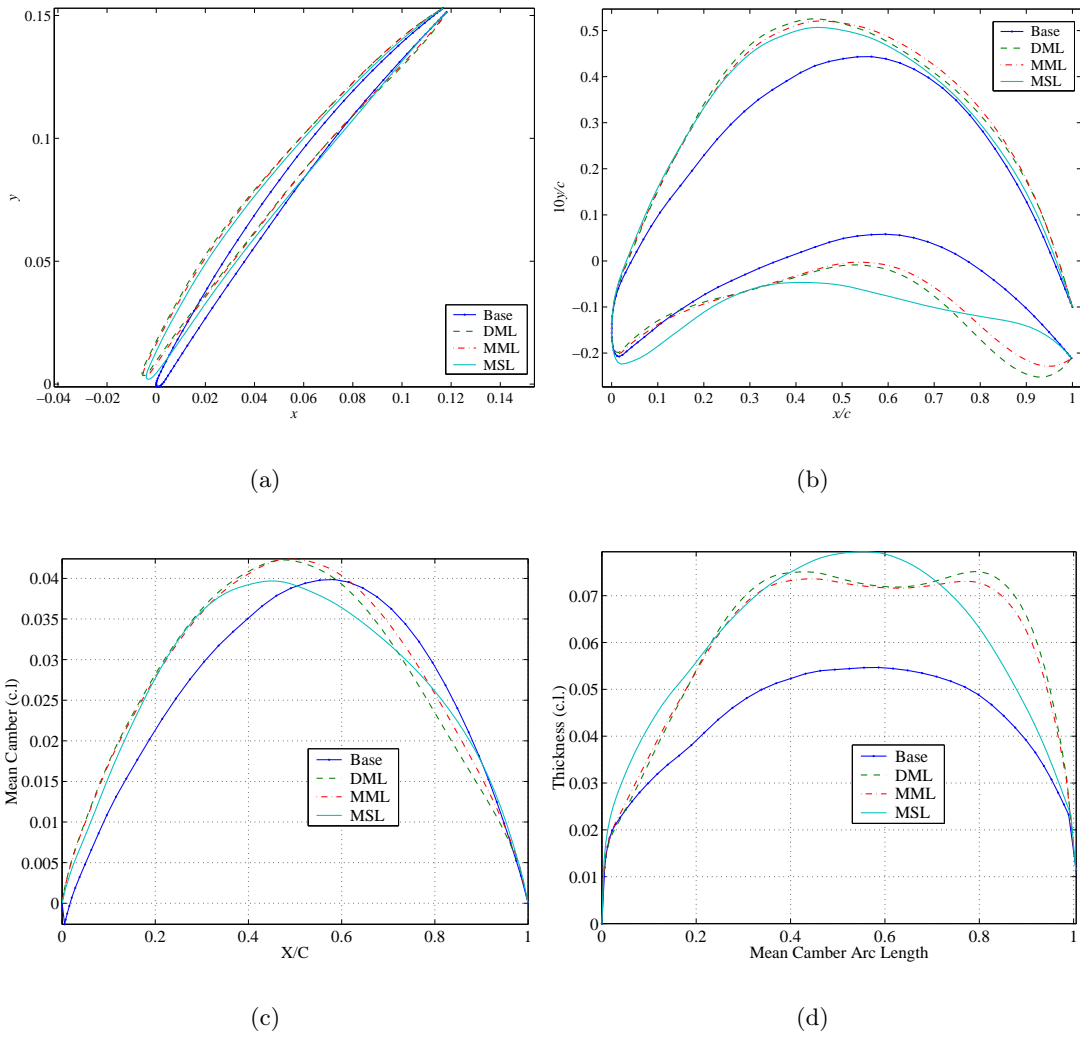 0.15
0.1
0.05
0
y
−0.04
−0.02
0
0.02
0.04
0.06
0.08
0.1
0.12
0.14
x
Base
DML
MML
MSL
(a)
0.5
0.4
0.3
0.2
0.1
0
−0.1
−0.2
10y/c
0
0.1
0.2
0.3
0.4
0.5
0.6
0.7
0.8
0.9
1
x/c
Base
DML
MML
MSL
(b)
0.04
0.035
0.03
0.025
0.02
0.015
0.01
0.005
0
Mean Camber (c.l)
0
0.2
0.4
0.6
0.8
1
X/C
Base
DML
MML
MSL
(c)
0.07
0.06
0.05
0.04
0.03
0.02
0.01
0
Thickness (c.l.)
0
0.2
0.4
0.6
0.8
1
Mean Camber Arc Length
Base
DML
MML
MSL
(d)